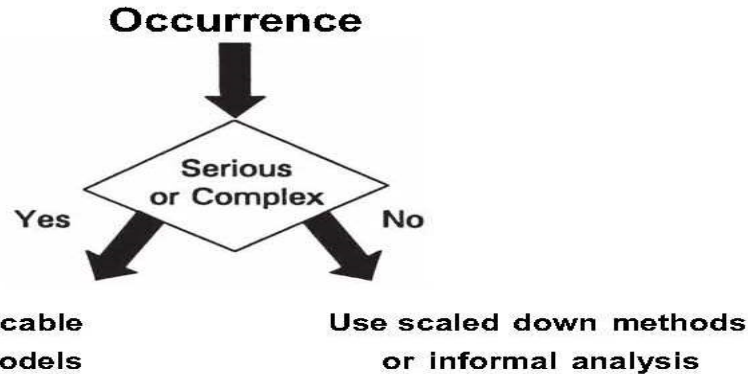 Occurrence
Serious
or Complex
Yes
No
cable
odels
Use scaled down methods
or informal analysis